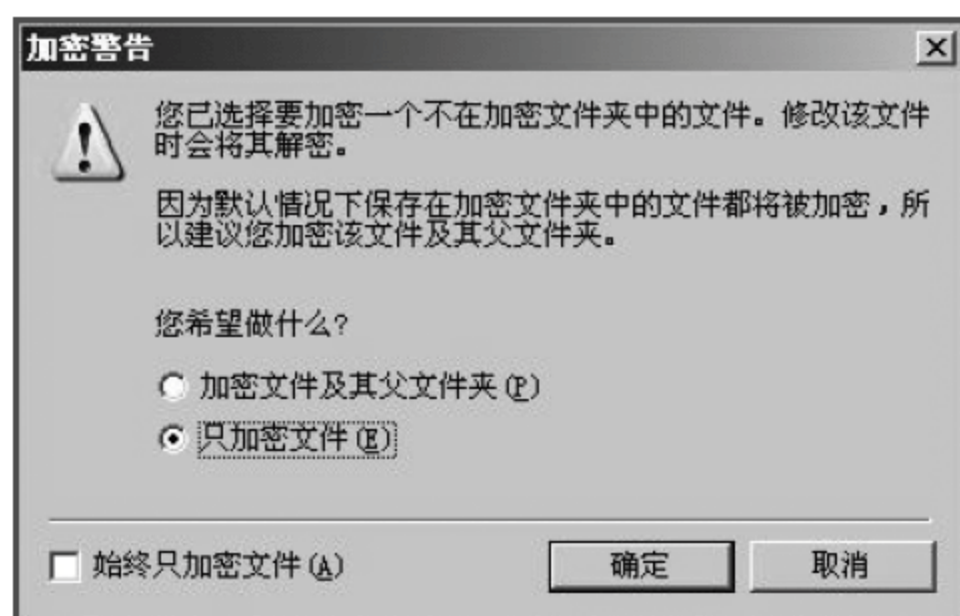 加密警告
您已选择要加密一个不在加密文件夹中的文件。修改该文件
时会将其解密。
因为默认情况下保存在加密文件夹中的文件都将被加密，所
以建议您加密该文件及其父文件夹。
您希望做什么?
加密文件及其父文件夹(P)
只加密文件(E)
始终只加密文件(A)
确定
取消